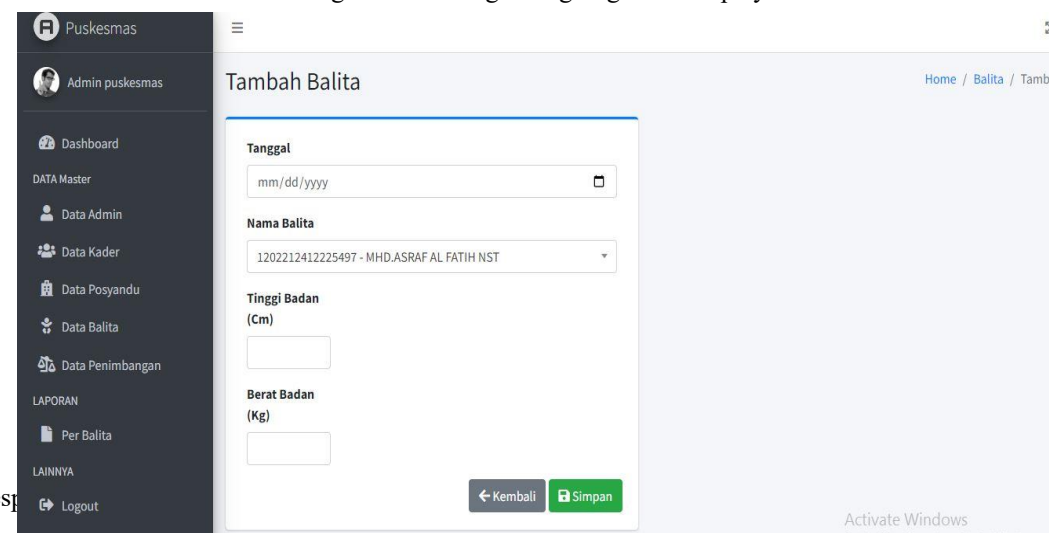 Puskesmas
Admin puskesmas
Dashboard
DATA Master
Data Admin
Data Kader
Data Posyandu
Data Balita
Data Penimbangan
LAPORAN
Per Balita
LAINNYA
Logout
Tambah Balita
Home / Balita / Tamb
Tanggal
mm/dd/yyyy
Nama Balita
1202212412225497 - MHD.ASRAF AL FATIH NST
Tinggi Badan
(Cm)
Berat Badan
(Kg)
Kembali
Simpan
Activate Windows